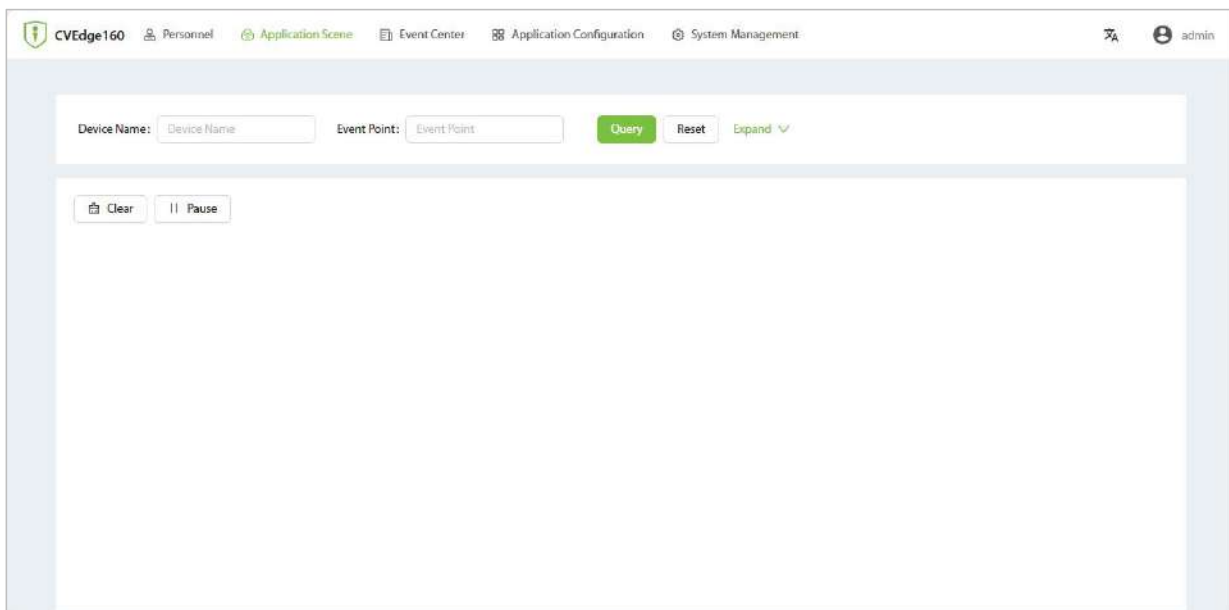 CVEdge160 Personnel Application Scene Event Center Application Configuration System Management admin
Device Name: Device Name Event Point: Event Point Query Reset Expand
Clear Pause